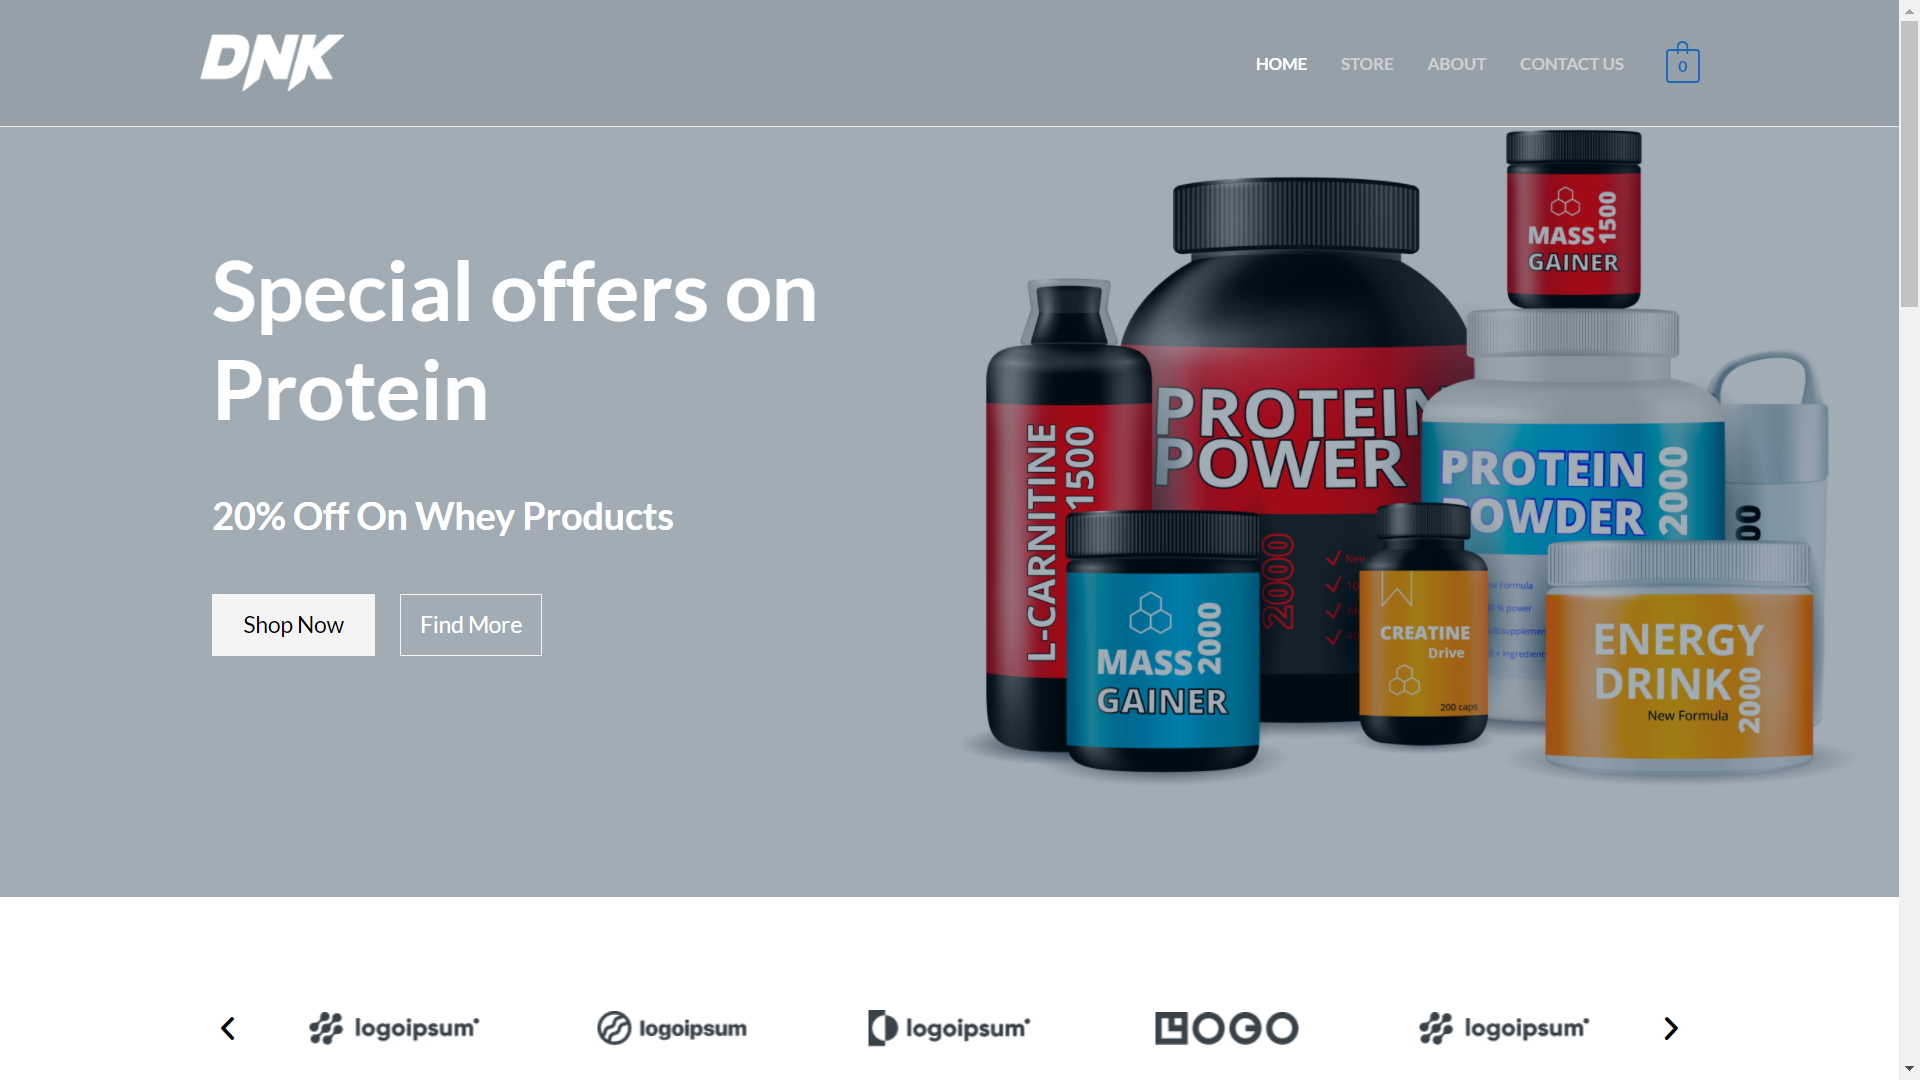 DNK
HOME
STORE
ABOUT
CONTACT US
0
Special offers on
Protein
20% Off On Whey Products
Shop Now
Find More
MASS
GAINER
1500
PROTEIN
POWER
2000
L-CARNITINE
1500
PROTEIN
POWDER
2000
MASS
GAINER
2000
CREATINE
Drive
200 caps
ENERGY
DRINK
New Formula
2000
logoipsum
logoipsum
logoipsum
LOGO
logoipsum